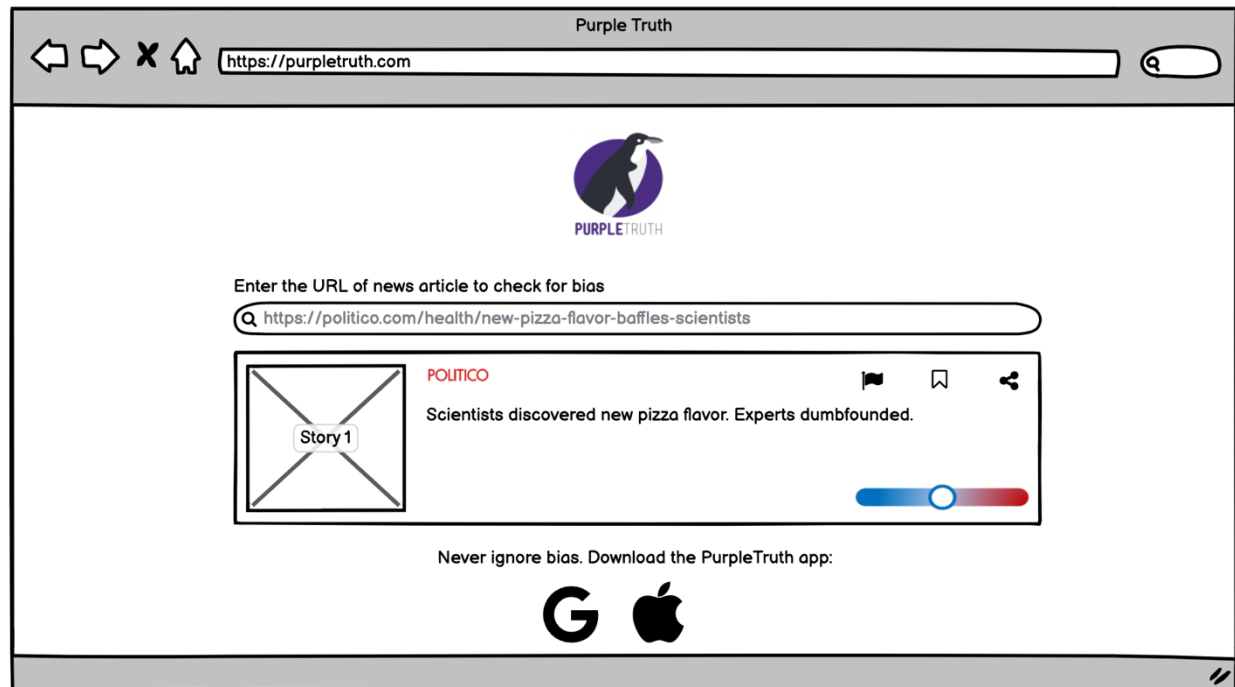 Purple Truth
https://purpletruth.com
PURPLETRUTH
Enter the URL of news article to check for bias
https://politico.com/health/new-pizza-flavor-baffles-scientists
POLITICO
Scientists discovered new pizza flavor. Experts dumbfounded.
Story 1
Never ignore bias. Download the PurpleTruth app: